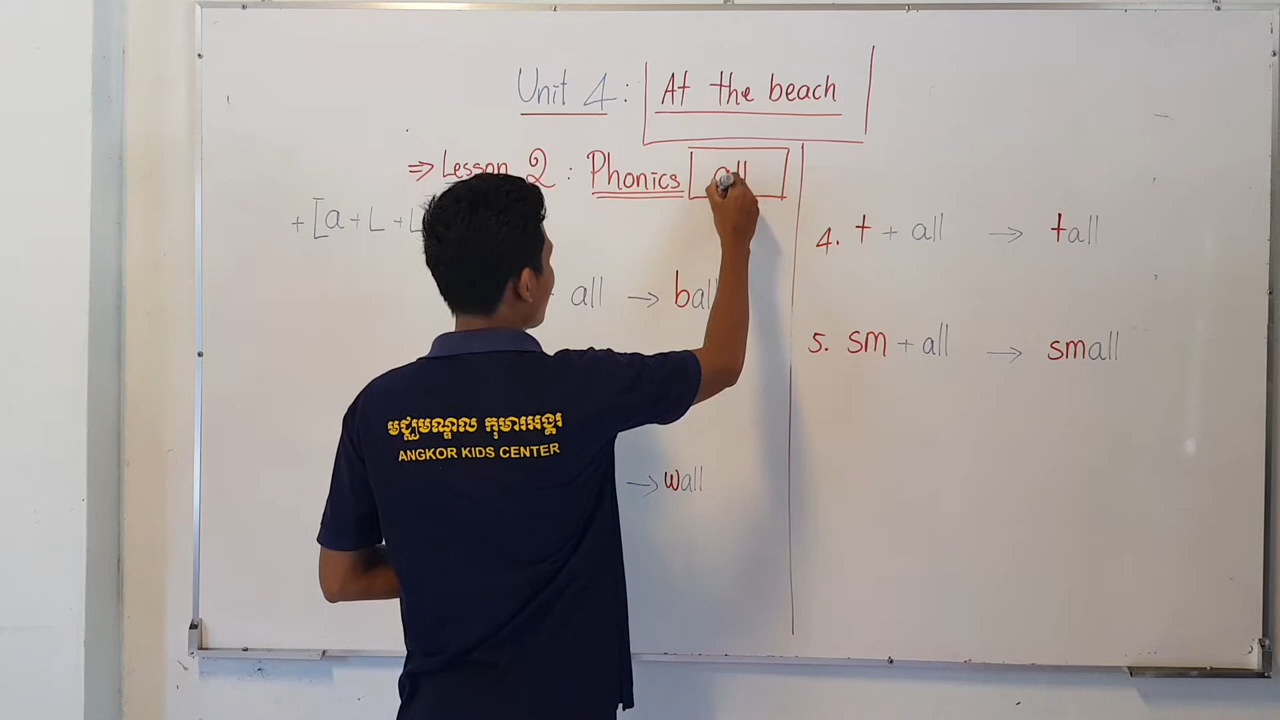 Unit 4 : At the beach
⇒ Lesson 2 : Phonics all
+ [a + L + L
all → ball
→ wall
4. t + all → tall
5. sm + all → small
មជ្ឈមណ្ឌល កុមារអង្គរ
ANGKOR KIDS CENTER